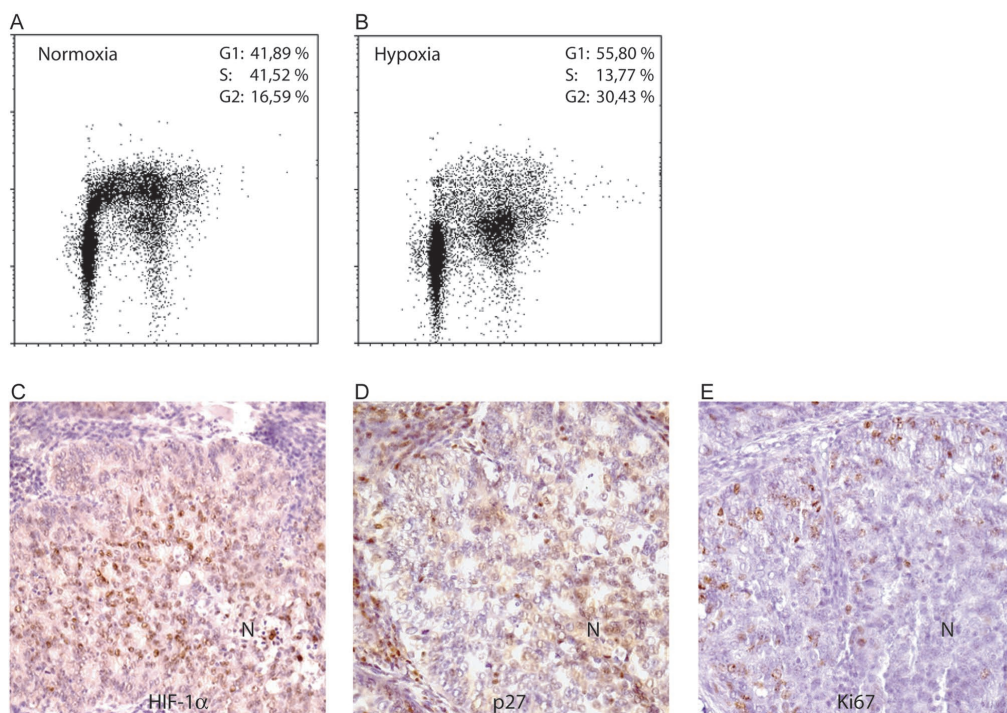 A
Normoxia
G1: 41,89 %
S: 41,52 %
G2: 16,59 %
B
Hypoxia
G1: 55,80 %
S: 13,77 %
G2: 30,43 %
C
N
HIF-1α
D
N
p27
E
N
Ki67